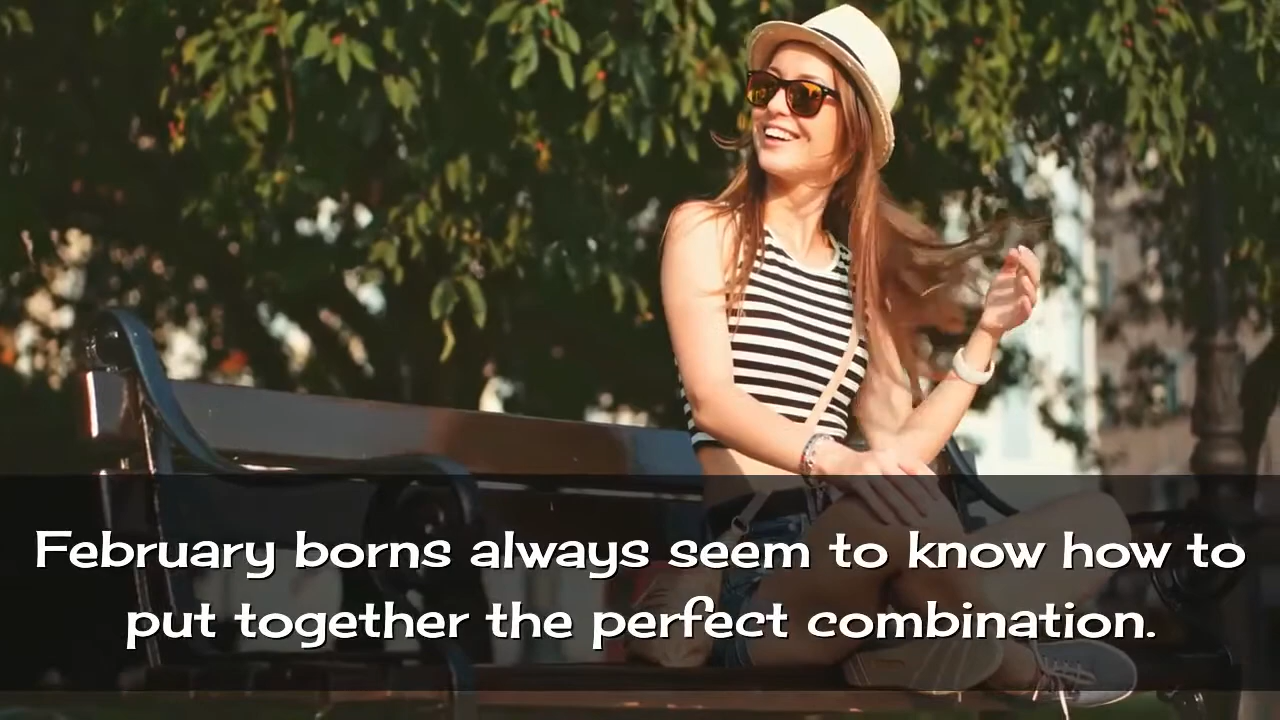 February borns always seem to know how to
put together the perfect combination.